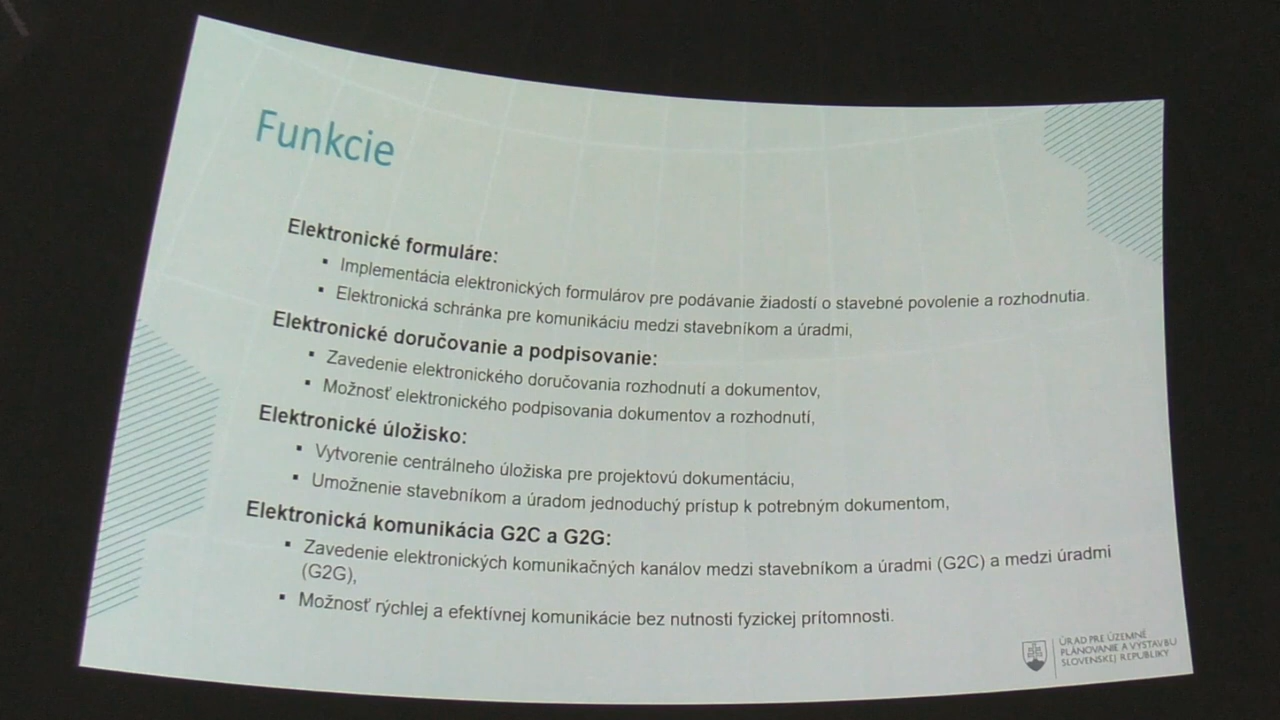 Funkcie
Elektronické formuláre:
▪ Implementácia elektronických formulárov pre podávanie žiadostí o stavebné povolenie a rozhodnutia.
▪ Elektronická schránka pre komunikáciu medzi stavebníkom a úradmi,
Elektronické doručovanie a podpisovanie:
▪ Zavedenie elektronického doručovania rozhodnutí a dokumentov,
▪ Možnosť elektronického podpisovania dokumentov a rozhodnutí,
Elektronické úložisko:
▪ Vytvorenie centrálneho úložiska pre projektovú dokumentáciu,
▪ Umožnenie stavebníkom a úradom jednoduchý prístup k potrebným dokumentom,
Elektronická komunikácia G2C a G2G:
▪ Zavedenie elektronických komunikačných kanálov medzi stavebníkom a úradmi (G2C) a medzi úradmi
(G2G),
▪ Možnosť rýchlej a efektívnej komunikácie bez nutnosti fyzickej prítomnosti.
ÚRAD PRE ÚZEMNÉ
PLÁNOVANIE A VÝSTAVBU
SLOVENSKEJ REPUBLIKY